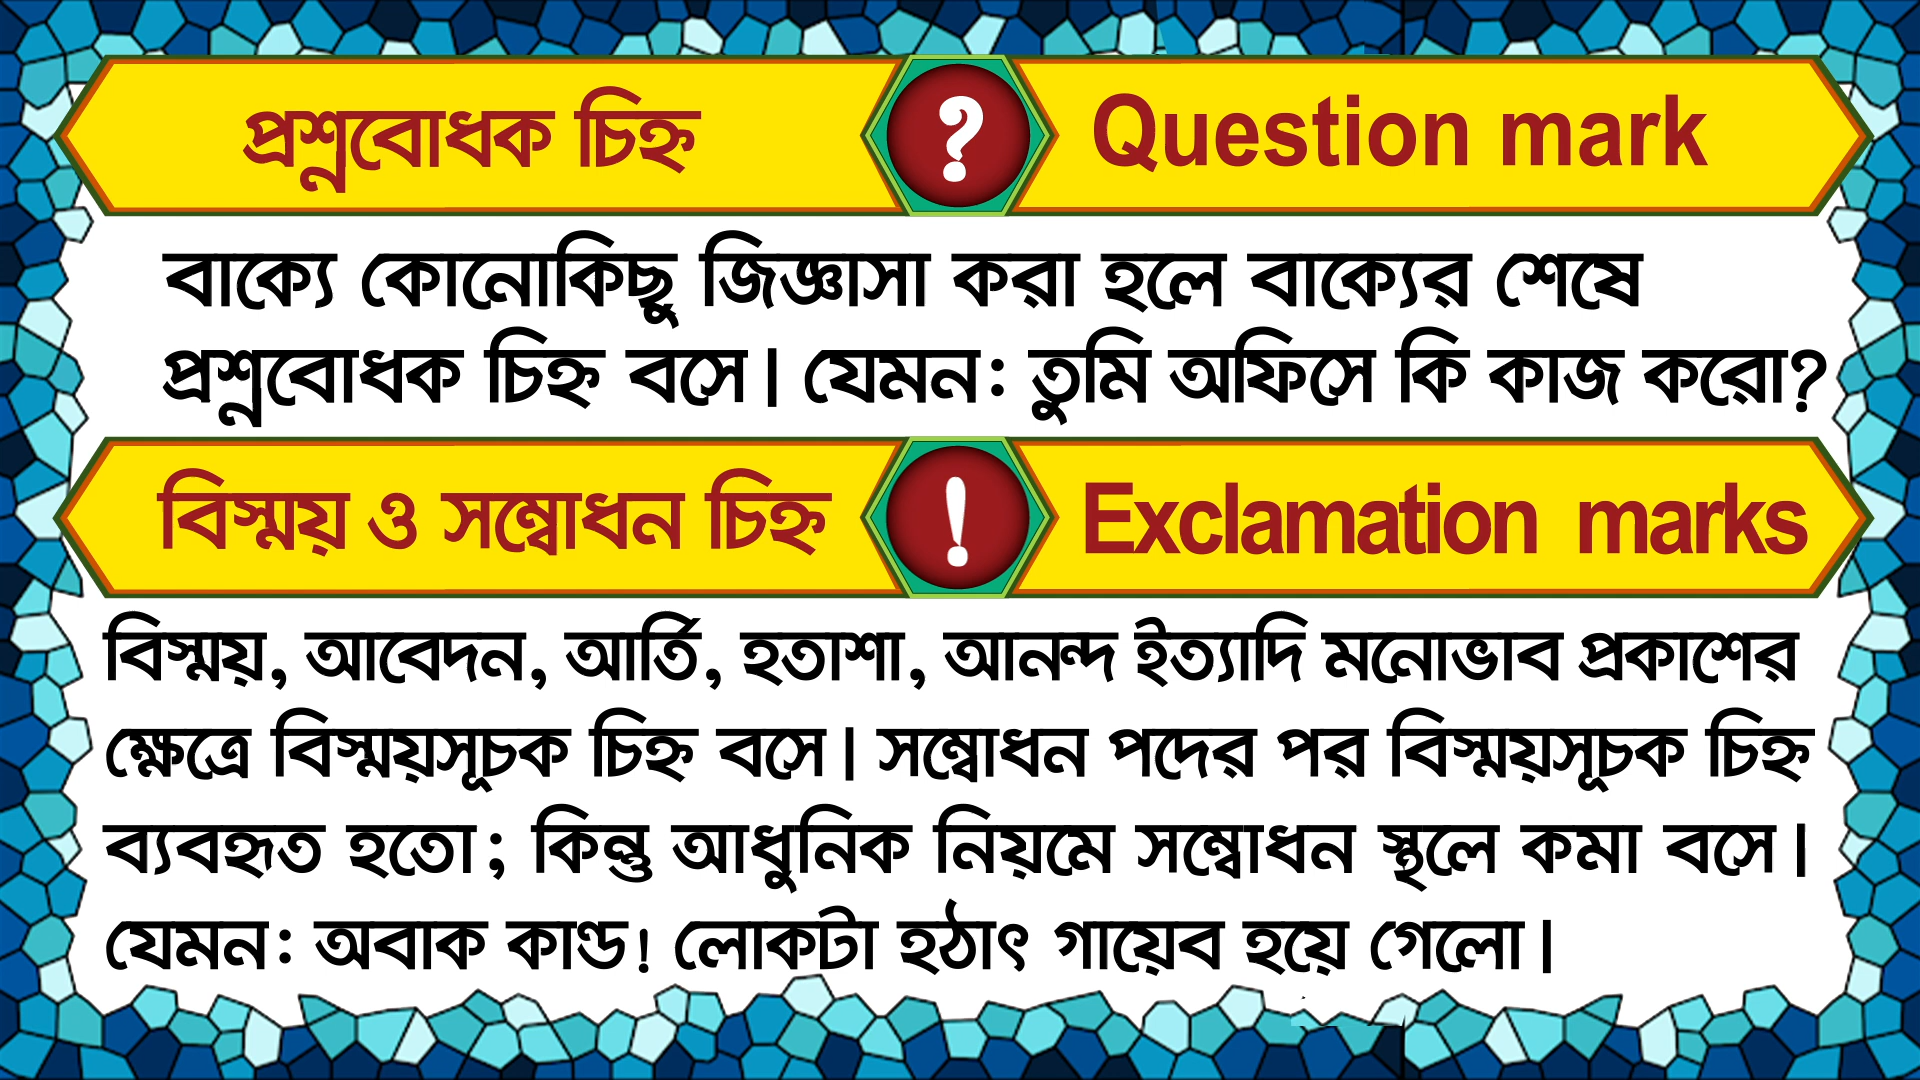 প্রশ্নবোধক চিহ্ন ? Question mark
বাক্যে কোনোকিছু জিজ্ঞাসা করা হলে বাক্যের শেষে
প্রশ্নবোধক চিহ্ন বসে। যেমন: তুমি অফিসে কি কাজ করো?
বিস্ময় ও সম্বোধন চিহ্ন ! Exclamation marks
বিস্ময়, আবেদন, আর্তি, হতাশা, আনন্দ ইত্যাদি মনোভাব প্রকাশের
ক্ষেত্রে বিস্ময়সূচক চিহ্ন বসে। সম্বোধন পদের পর বিস্ময়সূচক চিহ্ন
ব্যবহৃত হতো; কিন্তু আধুনিক নিয়মে সম্বোধন স্থলে কমা বসে।
যেমন: অবাক কাণ্ড! লোকটা হঠাৎ গায়েব হয়ে গেলো।